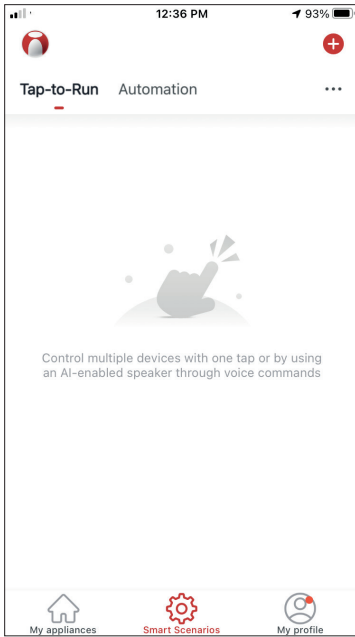 12:36 PM
93%
Tap-to-Run Automation
Control multiple devices with one tap or by using
an AI-enabled speaker through voice commands
My appliances Smart Scenarios My profile